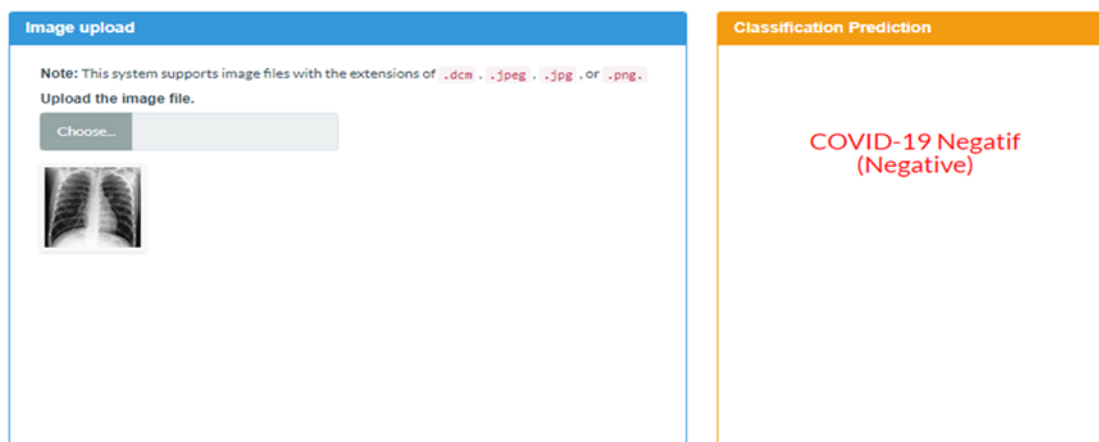 Image upload
Note: This system supports image files with the extensions of .dcm . .jpeg . .jpg . or .png.
Upload the image file.
Choose...
Classification Prediction
COVID-19 Negatif
(Negative)